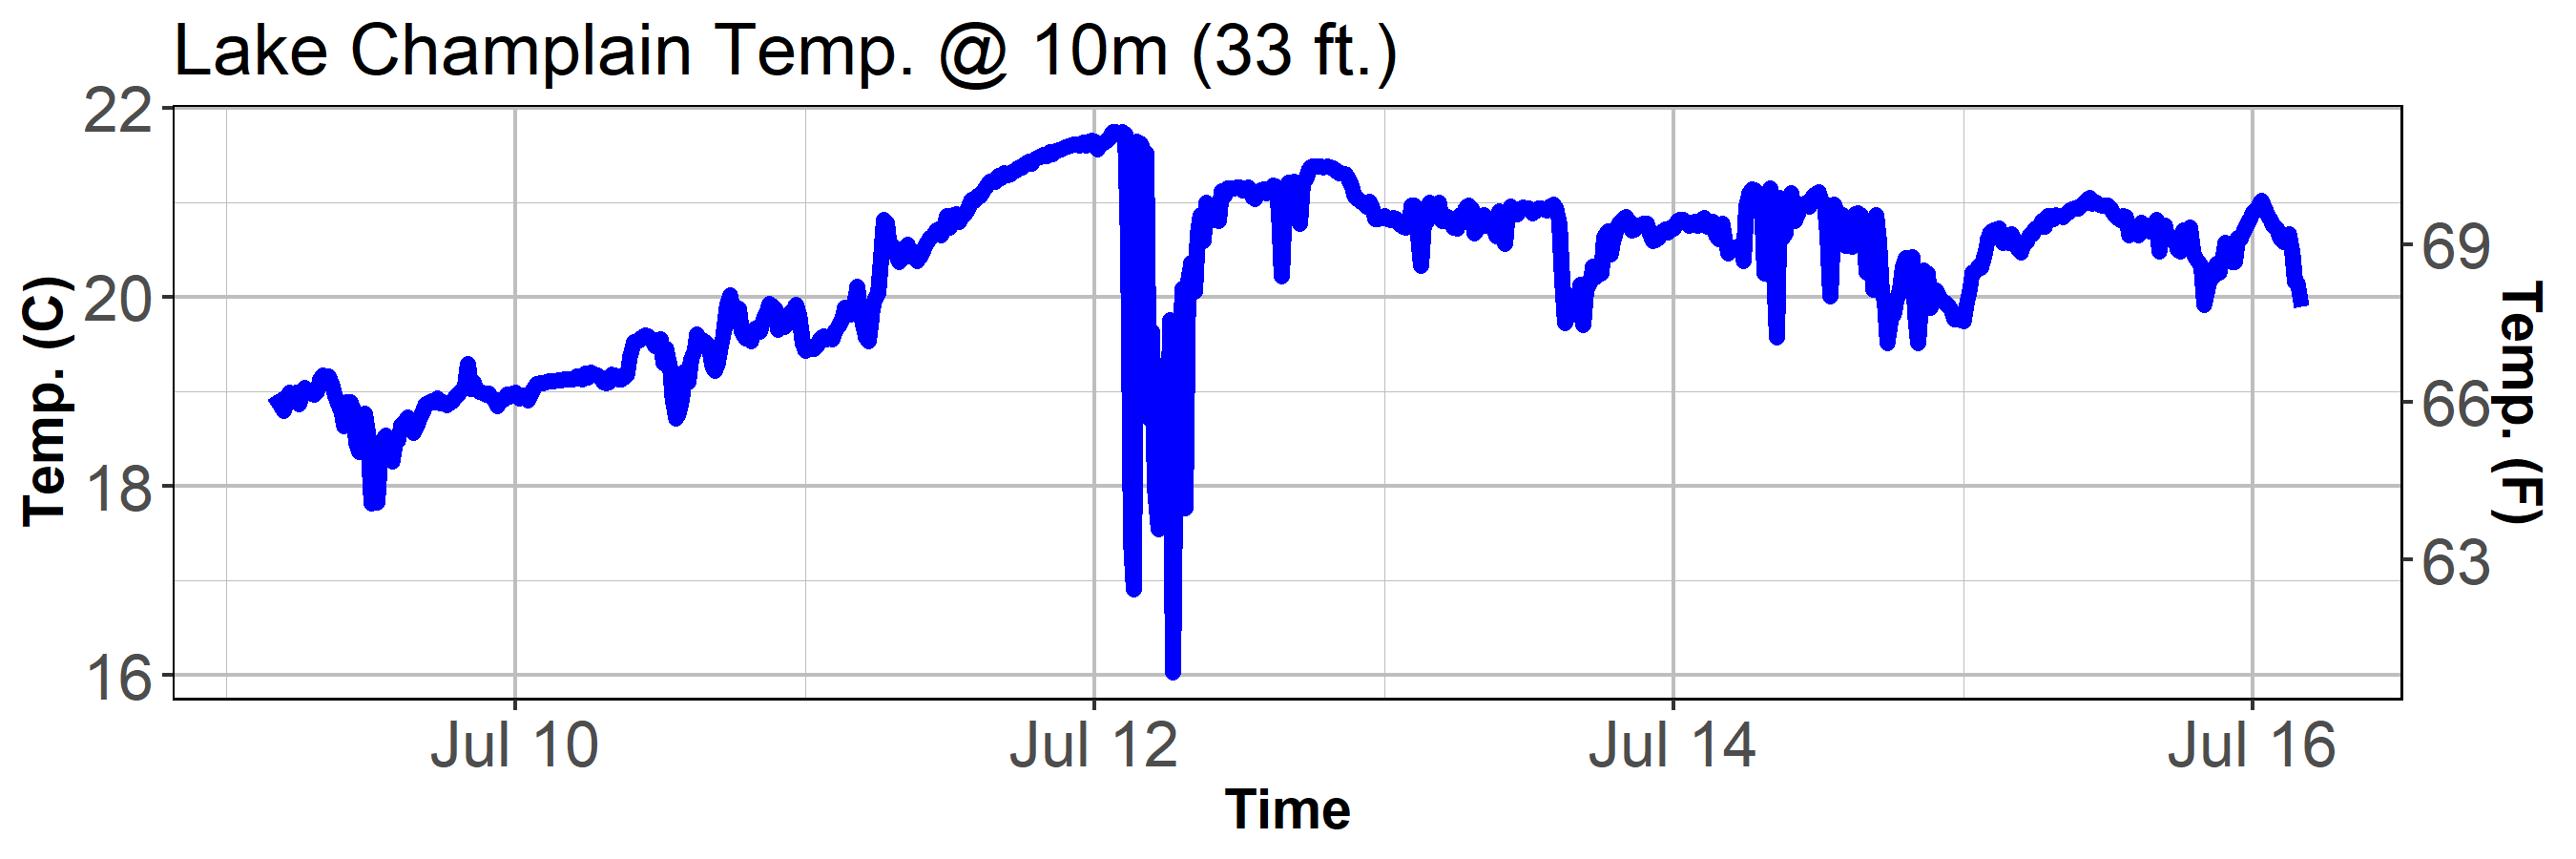 Lake Champlain Temp. @ 10m (33 ft.)
Temp. (C)
22
20
18
16
69
66
63
Temp. (F)
Jul 10
Jul 12
Jul 14
Jul 16
Time